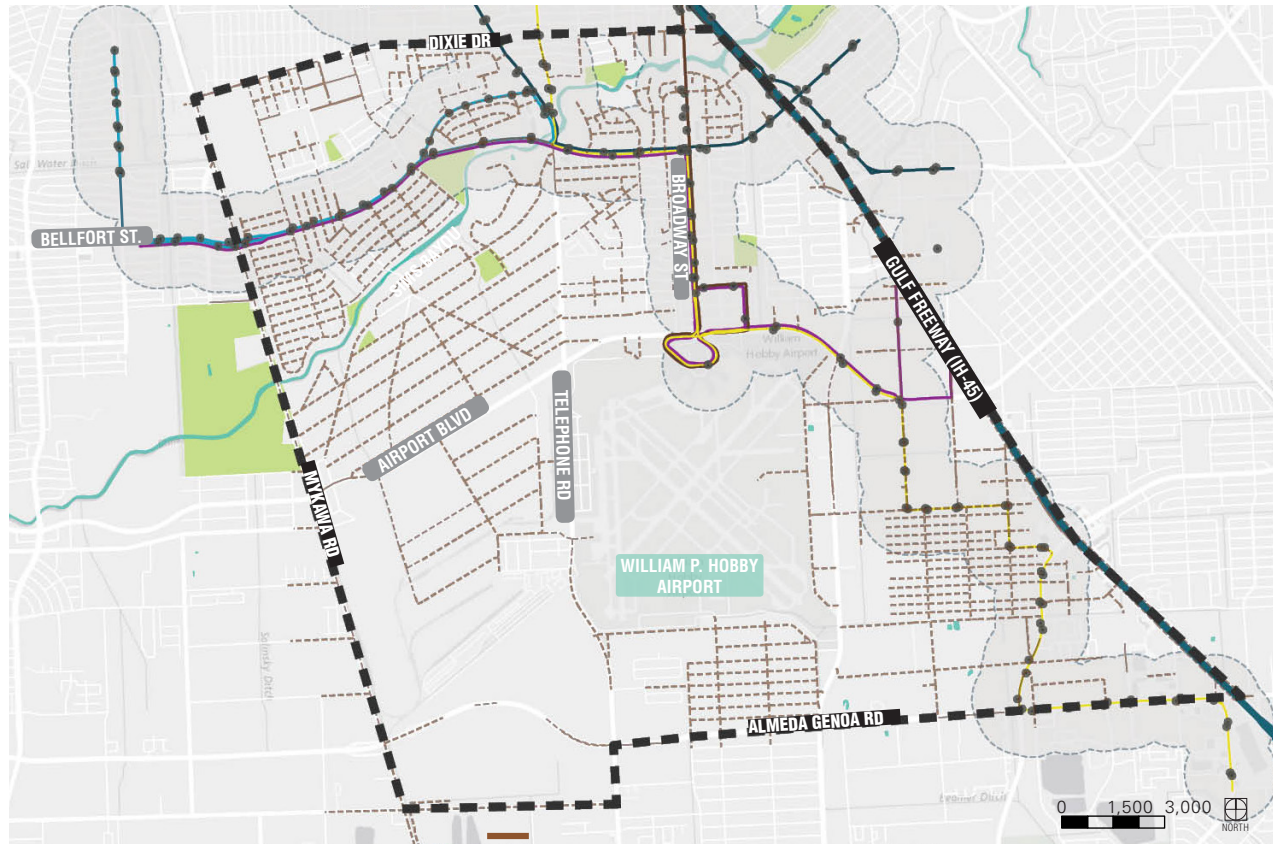 DIXIE DR
BELLFORT ST.
BROADWAY ST
GULF FREEWAY (IH-45)
William
Hobby Airport
TELEPHONE RD
AIRPORT BLVD
MYKAWA RD
WILLIAM P. HOBBY
AIRPORT
ALMEDA GENOA RD
0 1,500 3,000
NORTH